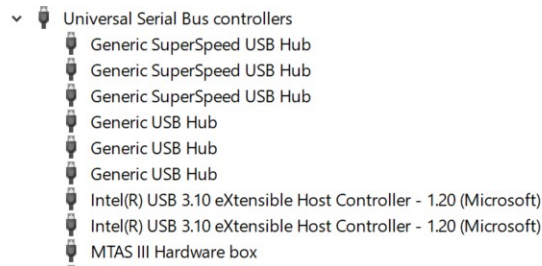 Universal Serial Bus controllers
Generic SuperSpeed USB Hub
Generic SuperSpeed USB Hub
Generic SuperSpeed USB Hub
Generic USB Hub
Generic USB Hub
Generic USB Hub
Intel(R) USB 3.10 eXtensible Host Controller - 1.20 (Microsoft)
Intel(R) USB 3.10 eXtensible Host Controller - 1.20 (Microsoft)
MTAS III Hardware box